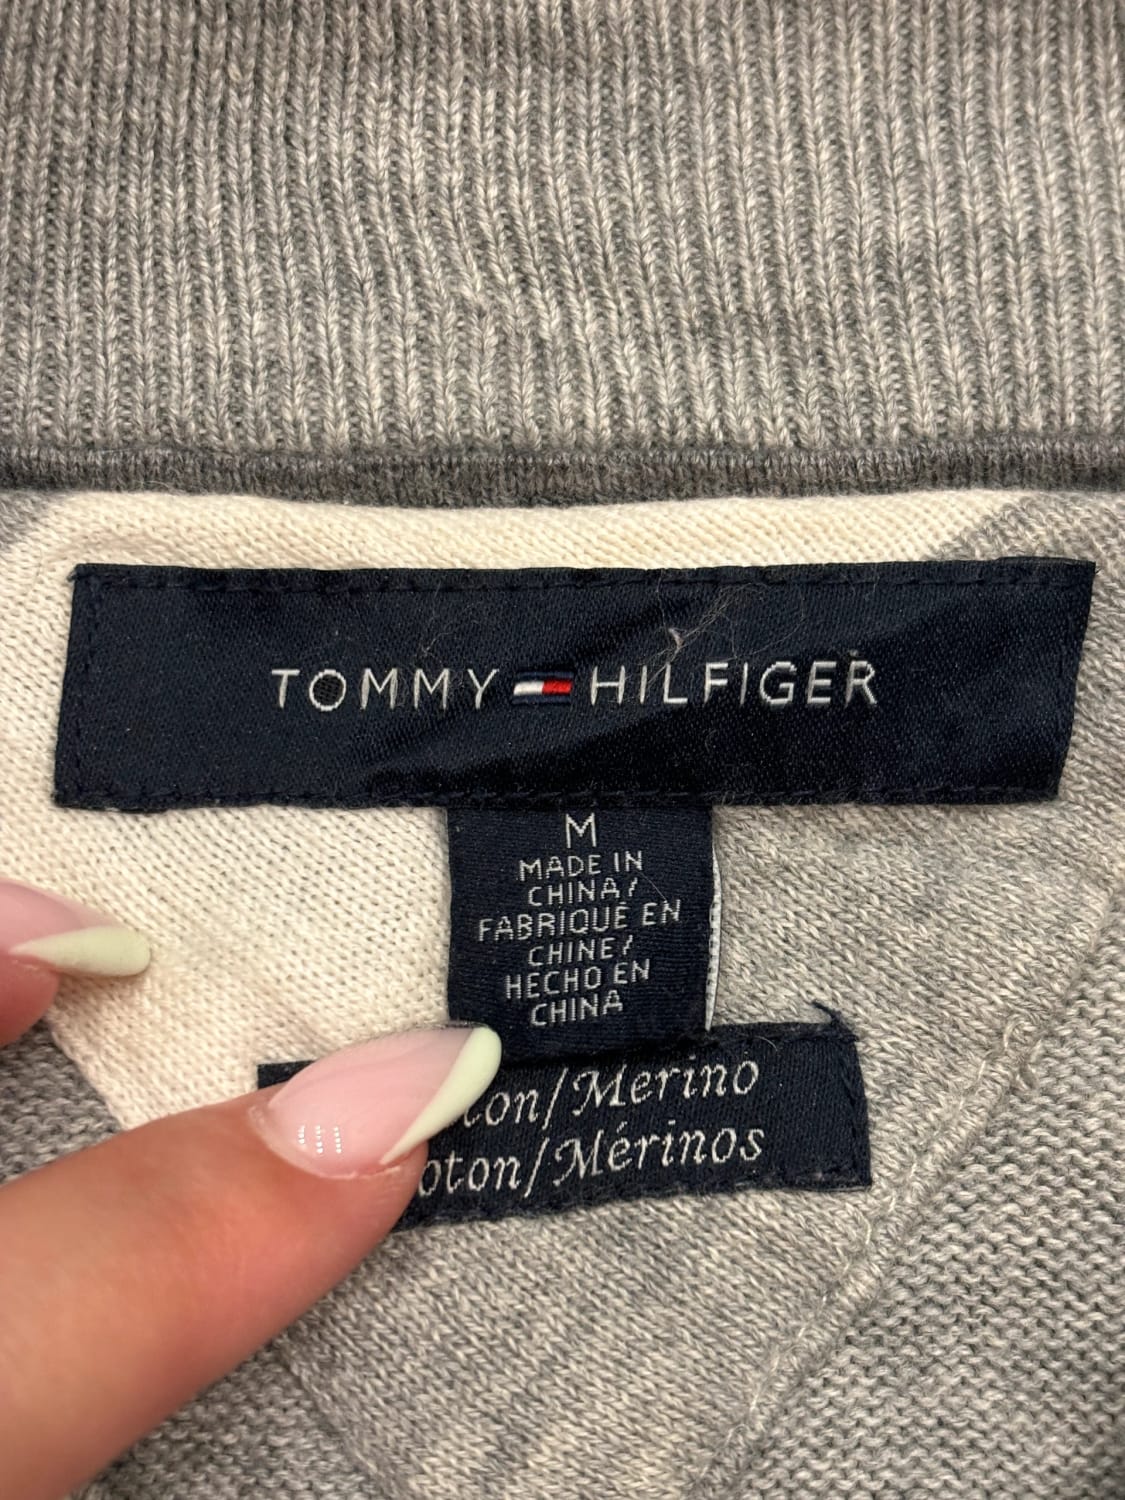 TOMMY HILFIGER
M
MADE IN
CHINA/
FABRIQUÉ EN
CHINE/
HECHO EN
CHINA
ton/Merino
oton/Mérinos